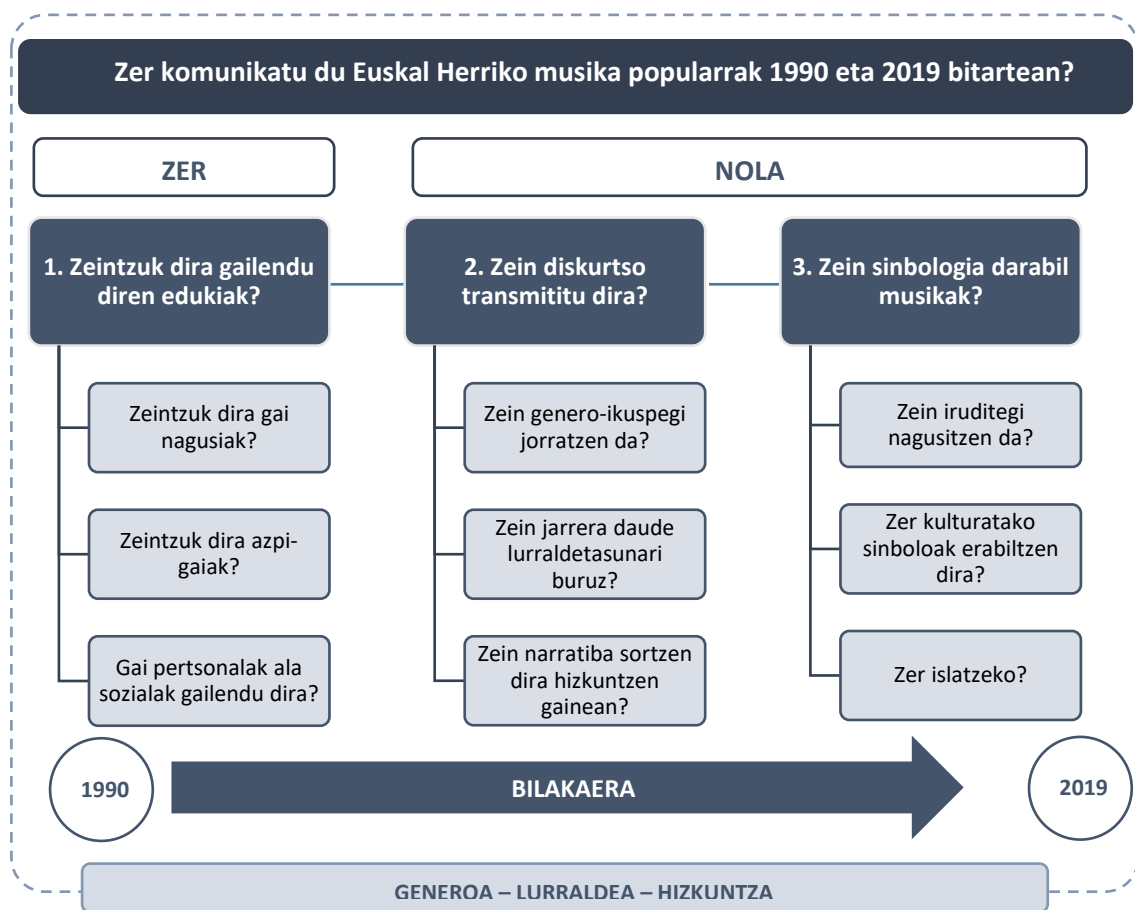 Zer komunikatu du Euskal Herriko musika popularrak 1990 eta 2019 bitartean?
ZER
NOLA
1. Zeintzuk dira gailendu
diren edukiak?
2. Zein diskurtso
transmititu dira?
3. Zein sinbologia darabil
musikak?
Zeintzuk dira gai
nagusiak?
Zein genero-ikuspegi
jorratzen da?
Zein iruditegi
nagusitzen da?
Zeintzuk dira azpi-
gaiak?
Zein jarrera daude
lurraldetasunari
buruz?
Zer kulturatako
sinboloak erabiltzen
dira?
Gai pertsonalak ala
sozialak gailendu dira?
Zein narratiba sortzen
dira hizkuntzen
gainean?
Zer islatzeko?
1990
BILAKAERA
2019
GENEROA – LURRALDEA – HIZKUNTZA